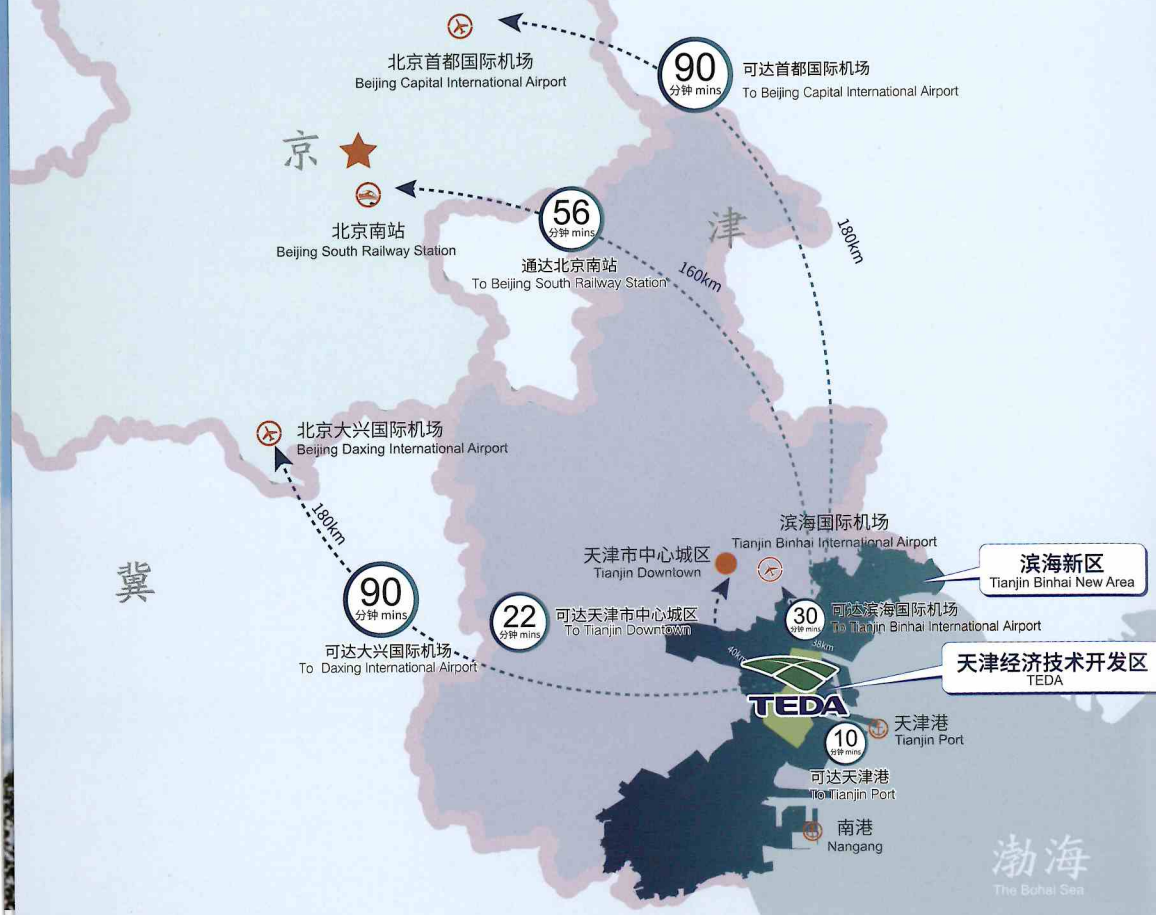 北京首都国际机场
Beijing Capital International Airport
90
分钟 mins
可达首都国际机场
To Beijing Capital International Airport
京
北京南站
Beijing South Railway Station
56
分钟 mins
通达北京南站
To Beijing South Railway Station
津
180km
160km
北京大兴国际机场
Beijing Daxing International Airport
180km
冀
90
分钟 mins
可达大兴国际机场
To Daxing International Airport
滨海国际机场
Tianjin Binhai International Airport
天津市中心城区
Tianjin Downtown
滨海新区
Tianjin Binhai New Area
22
分钟 mins
可达天津市中心城区
To Tianjin Downtown
30
分钟 mins
可达滨海国际机场
To Tianjin Binhai International Airport
40km
38km
天津经济技术开发区
TEDA
TEDA
天津港
Tianjin Port
10
分钟 mins
可达天津港
To Tianjin Port
南港
Nangang
渤海
The Bohai Sea